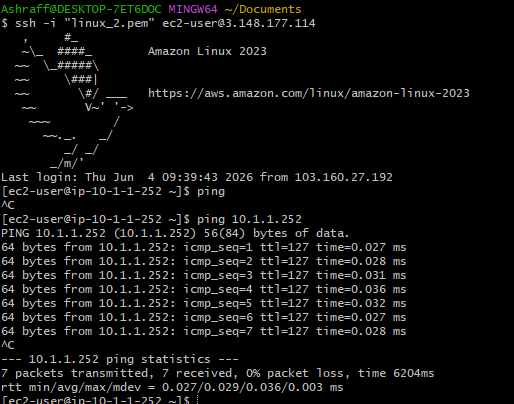 Ashraff@DESKTOP-7ET6DOC MINGW64 ~/Documents
$ ssh -i "linux_2.pem" ec2-user@3.148.177.114
   ,     #_
   ~\_  ####_        Amazon Linux 2023
  ~~  \_#####\
  ~~     \###|
  ~~       \#/ ___   https://aws.amazon.com/linux/amazon-linux-2023
   ~~       V~' '->
    ~~~         /
      ~~._.   _/
         _/ _/
       _/m/'
Last login: Thu Jun  4 09:39:43 2026 from 103.160.27.192
[ec2-user@ip-10-1-1-252 ~]$ ping
^C
[ec2-user@ip-10-1-1-252 ~]$ ping 10.1.1.252
PING 10.1.1.252 (10.1.1.252) 56(84) bytes of data.
64 bytes from 10.1.1.252: icmp_seq=1 ttl=127 time=0.027 ms
64 bytes from 10.1.1.252: icmp_seq=2 ttl=127 time=0.028 ms
64 bytes from 10.1.1.252: icmp_seq=3 ttl=127 time=0.031 ms
64 bytes from 10.1.1.252: icmp_seq=4 ttl=127 time=0.036 ms
64 bytes from 10.1.1.252: icmp_seq=5 ttl=127 time=0.032 ms
64 bytes from 10.1.1.252: icmp_seq=6 ttl=127 time=0.027 ms
64 bytes from 10.1.1.252: icmp_seq=7 ttl=127 time=0.028 ms
^C
--- 10.1.1.252 ping statistics ---
7 packets transmitted, 7 received, 0% packet loss, time 6204ms
rtt min/avg/max/mdev = 0.027/0.029/0.036/0.003 ms
[ec2-user@ip-10-1-1-252 ~]$